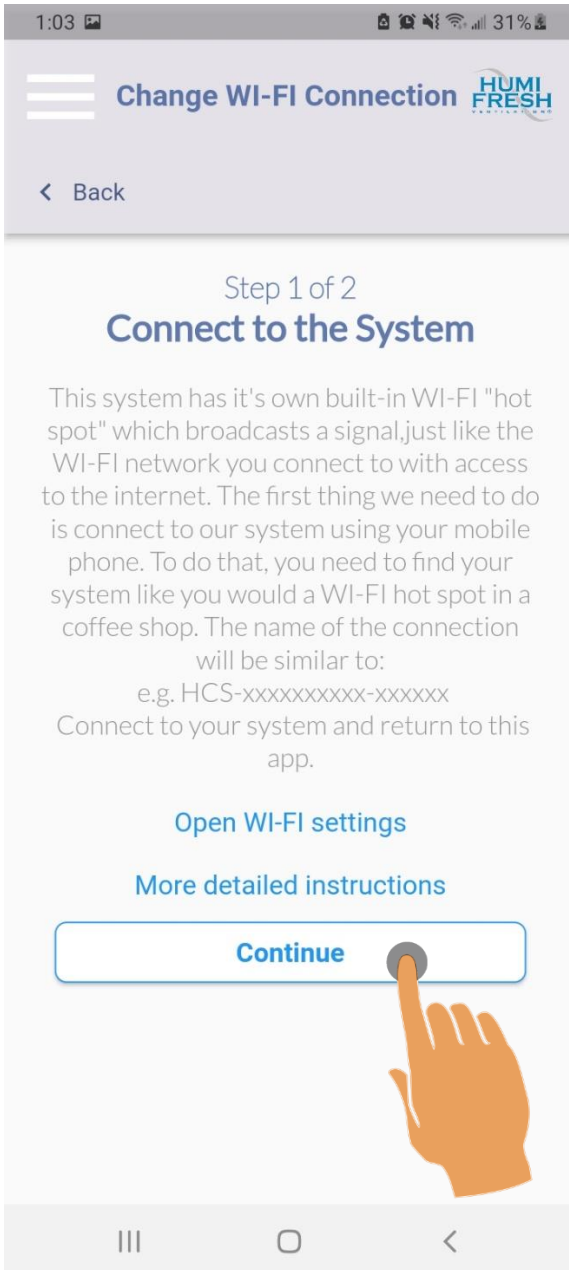 1:03 31%
Change WI-FI Connection HUMI
FRESH
VENTILATION
Back
Step 1 of 2
Connect to the System
This system has it's own built-in WI-FI "hot
spot" which broadcasts a signal,just like the
WI-FI network you connect to with access
to the internet. The first thing we need to do
is connect to our system using your mobile
phone. To do that, you need to find your
system like you would a WI-FI hot spot in a
coffee shop. The name of the connection
will be similar to:
e.g. HCS-xxxxxxxxxx-xxxxxx
Connect to your system and return to this
app.
Open WI-FI settings
More detailed instructions
Continue